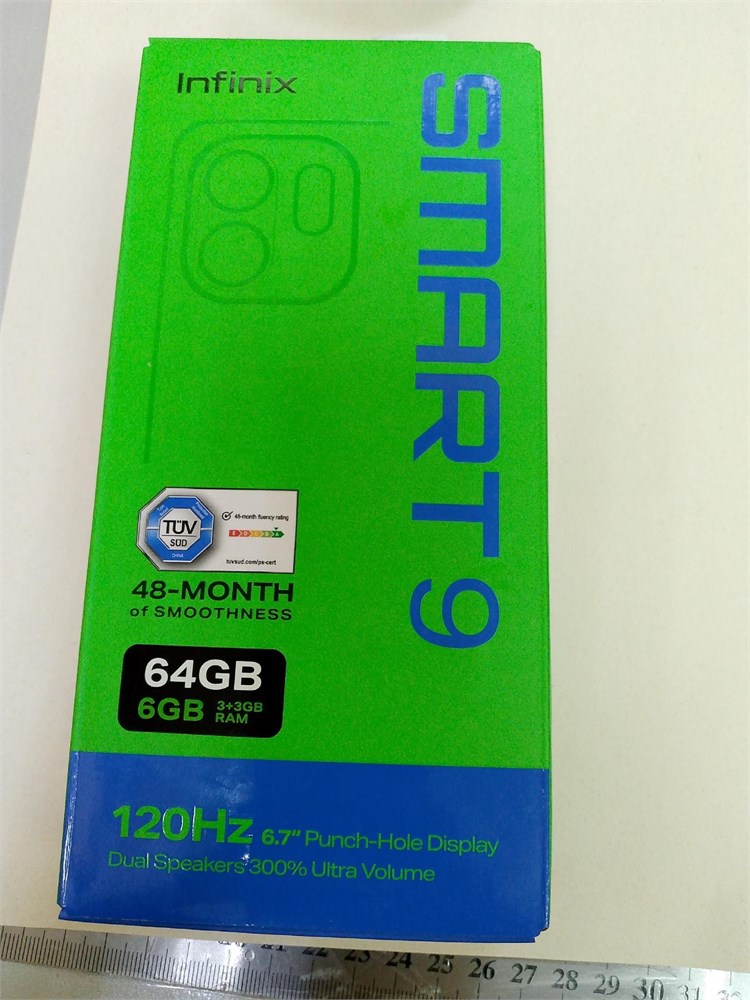 Infinix
SMART 9
TÜV
SÜD
CHINA
48-month fluency rating
E D C B A
tuvsud.com/ps-cert
48-MONTH
of SMOOTHNESS
64GB
6GB 3+3GB RAM
120Hz 6.7" Punch-Hole Display
Dual Speakers 300% Ultra Volume
22 23 24 25 26 27 28 29 30 31